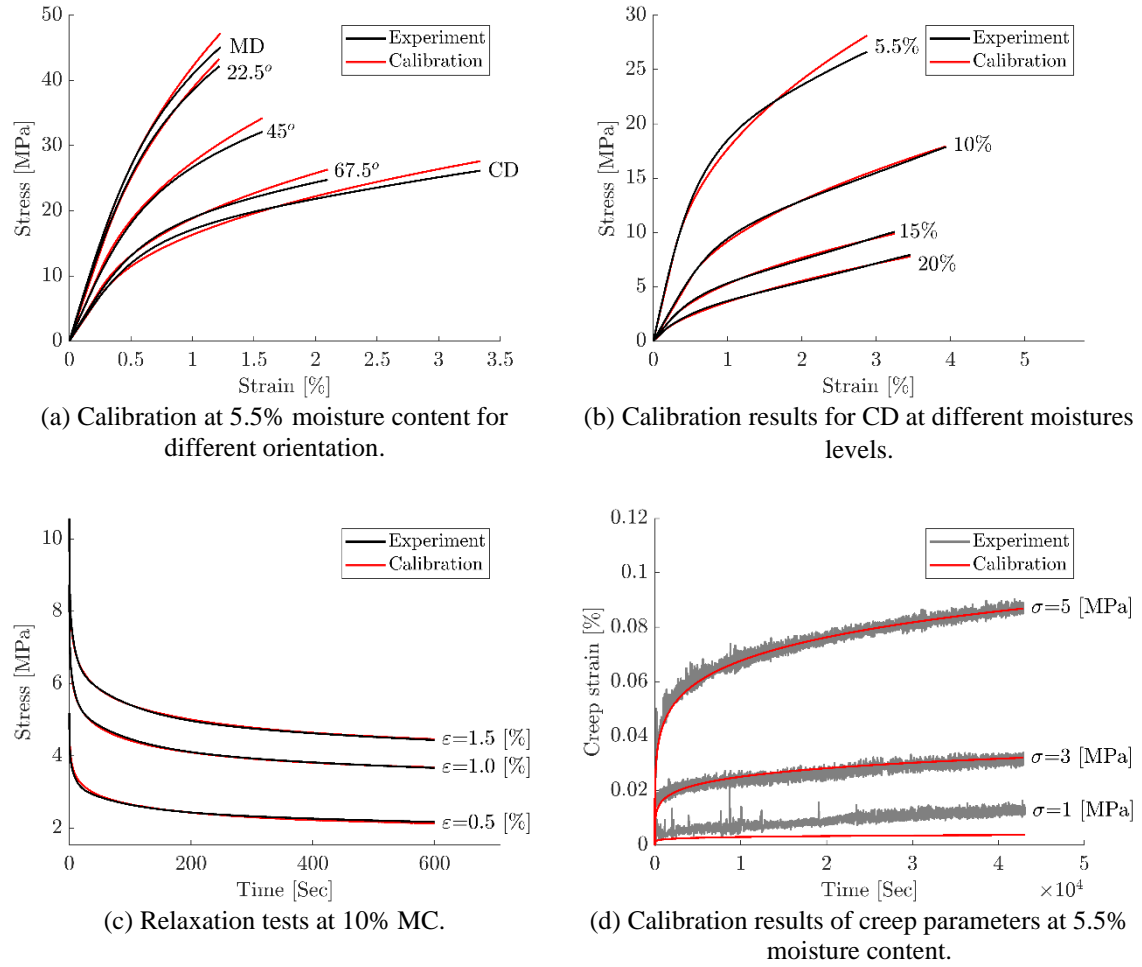 50
40
30
20
10
0
Stress [MPa]
0
0.5
1
1.5
2
2.5
3
3.5
Strain [%]
Experiment
Calibration
MD
22.5°
45°
67.5°
CD
(a) Calibration at 5.5% moisture content for
different orientation.
30
25
20
15
10
5
0
Stress [MPa]
0
1
2
3
4
5
Strain [%]
Experiment
Calibration
5.5%
10%
15%
20%
(b) Calibration results for CD at different moistures
levels.
10
8
6
4
2
Stress [MPa]
0
200
400
600
Time [Sec]
Experiment
Calibration
ε=1.5 [%]
ε=1.0 [%]
ε=0.5 [%]
(c) Relaxation tests at 10% MC.
0.12
0.1
0.08
0.06
0.04
0.02
0
Creep strain [%]
0
1
2
3
4
5
×10⁴
Time [Sec]
Experiment
Calibration
σ=5 [MPa]
σ=3 [MPa]
σ=1 [MPa]
(d) Calibration results of creep parameters at 5.5%
moisture content.